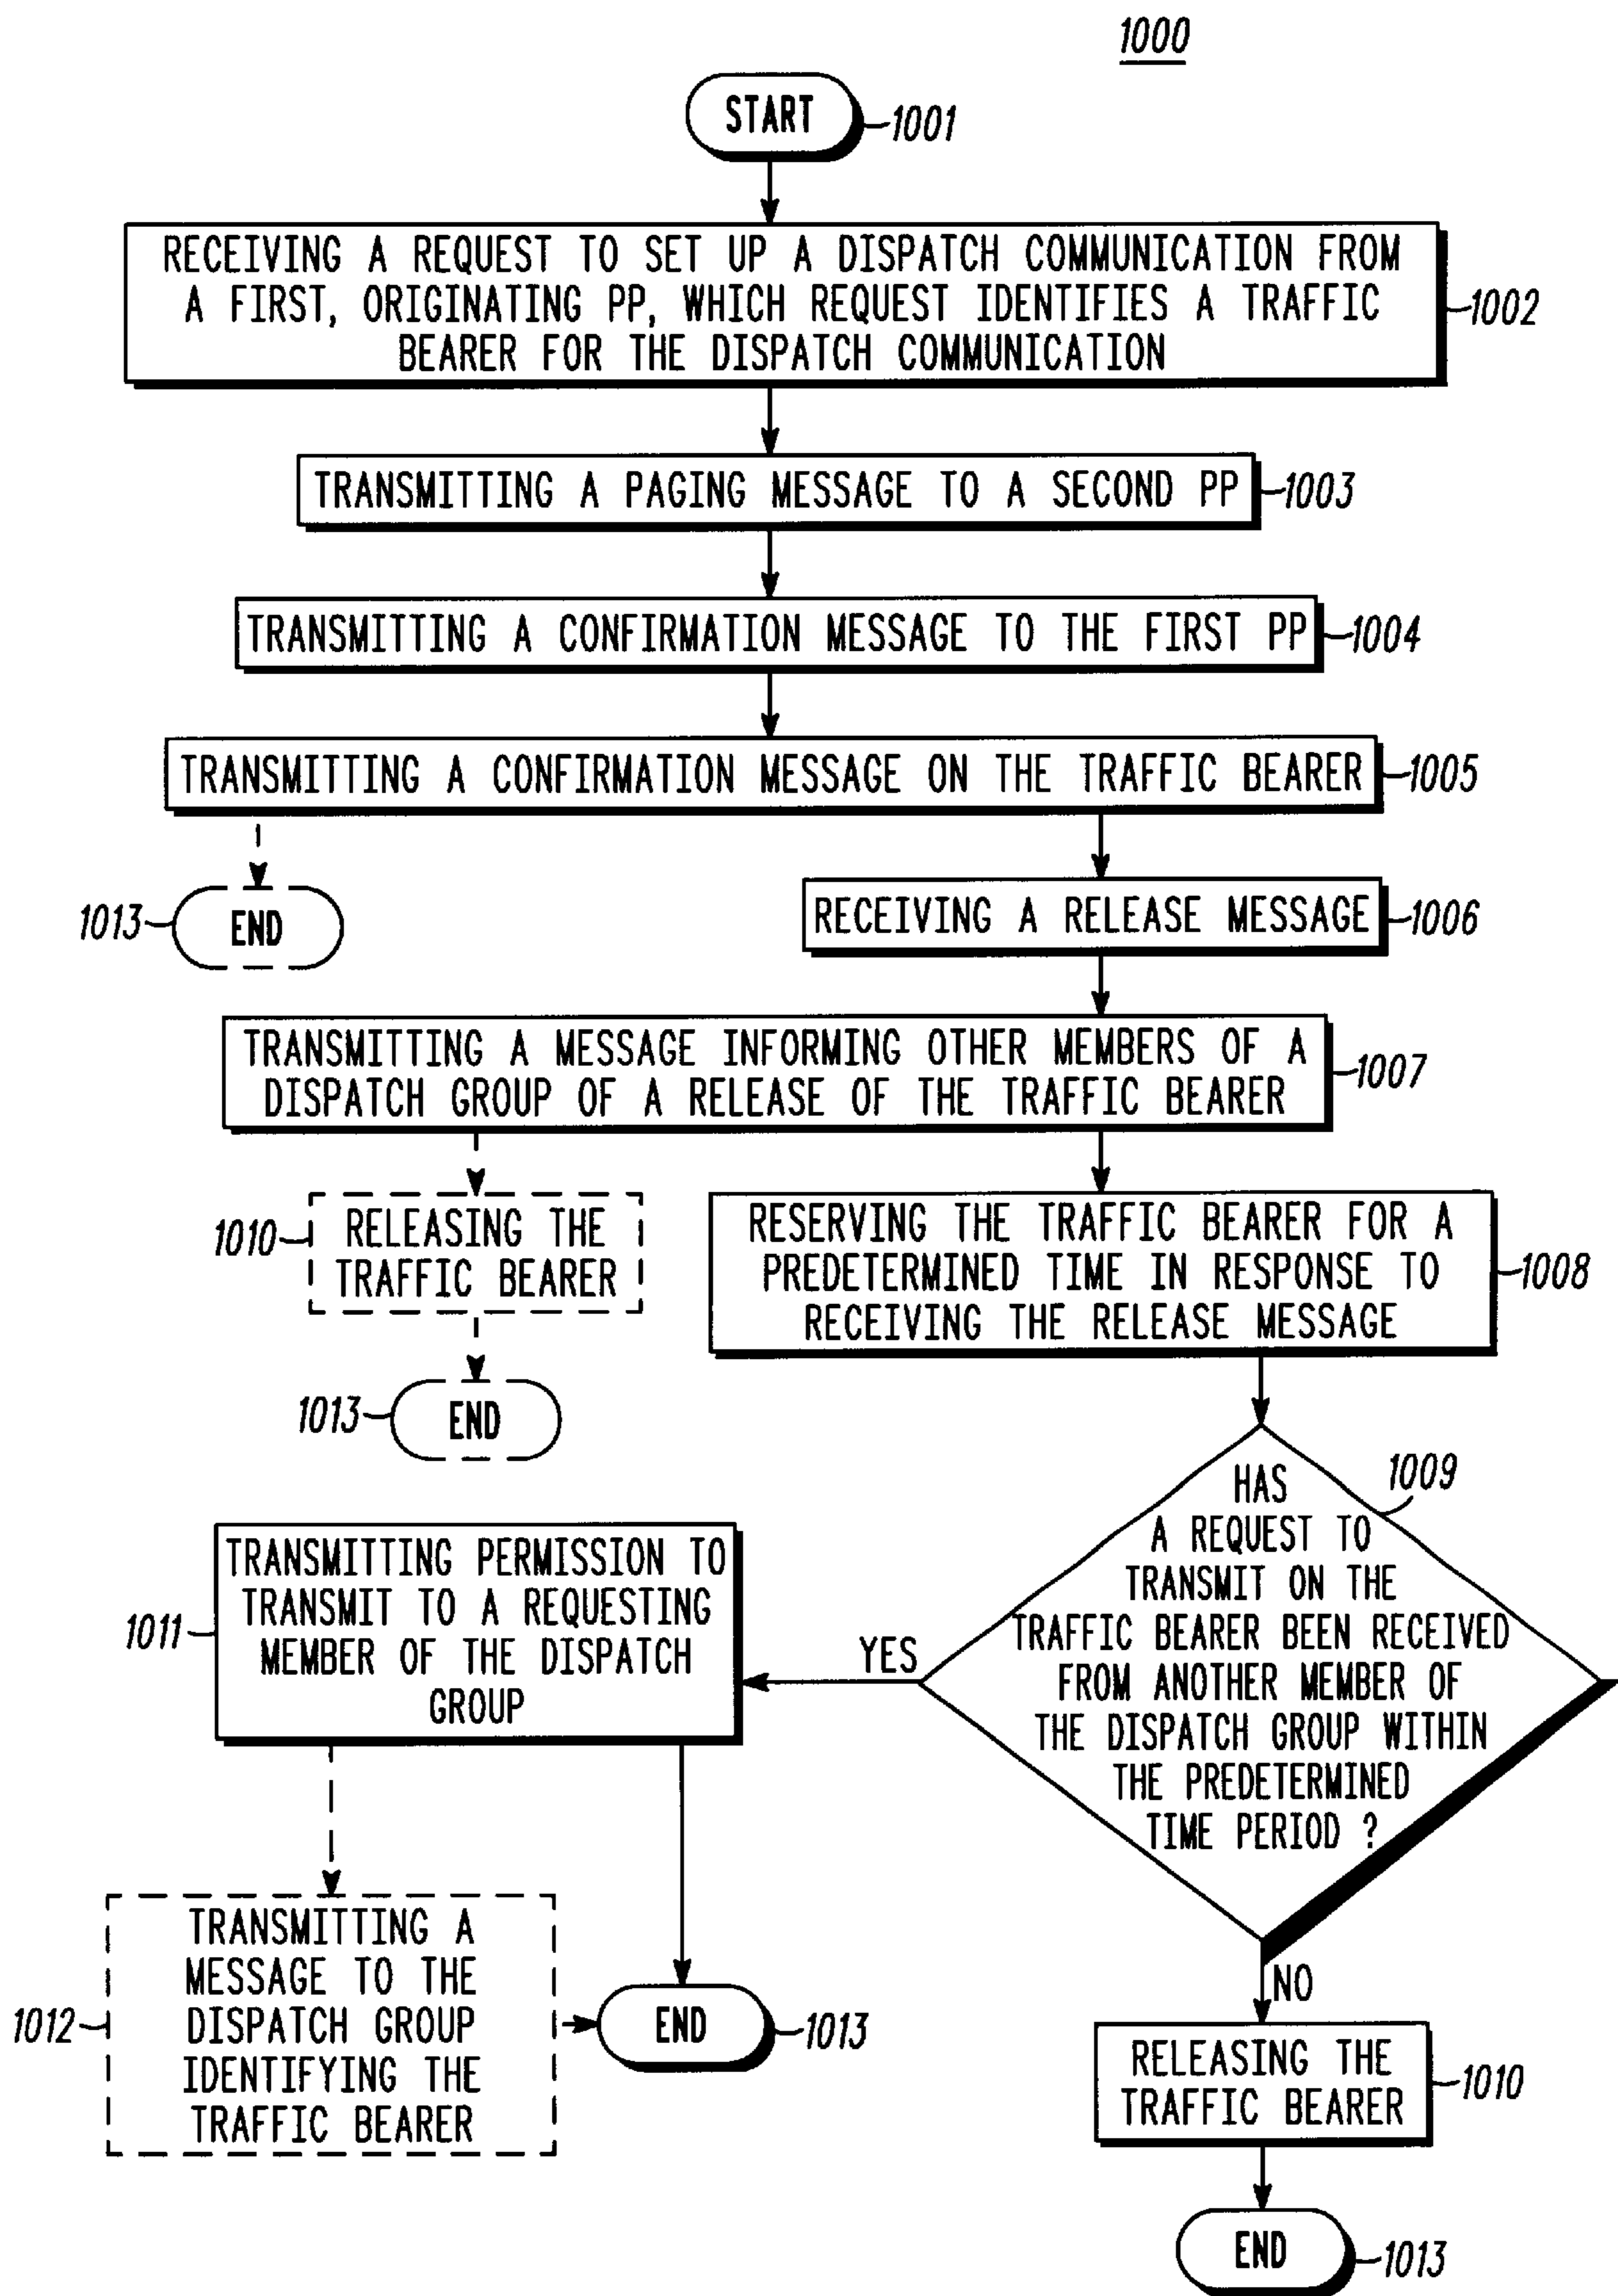 1000
START
1001
RECEIVING A REQUEST TO SET UP A DISPATCH COMMUNICATION FROM
A FIRST, ORIGINATING PP, WHICH REQUEST IDENTIFIES A TRAFFIC
BEARER FOR THE DISPATCH COMMUNICATION
1002
TRANSMITTING A PAGING MESSAGE TO A SECOND PP
1003
TRANSMITTING A CONFIRMATION MESSAGE TO THE FIRST PP
1004
TRANSMITTING A CONFIRMATION MESSAGE ON THE TRAFFIC BEARER
1005
1013
END
RECEIVING A RELEASE MESSAGE
1006
TRANSMITTING A MESSAGE INFORMING OTHER MEMBERS OF A
DISPATCH GROUP OF A RELEASE OF THE TRAFFIC BEARER
1007
1010
RELEASING THE
TRAFFIC BEARER
1013
END
RESERVING THE TRAFFIC BEARER FOR A
PREDETERMINED TIME IN RESPONSE TO
RECEIVING THE RELEASE MESSAGE
1008
HAS
A REQUEST TO
TRANSMIT ON THE
TRAFFIC BEARER BEEN RECEIVED
FROM ANOTHER MEMBER OF
THE DISPATCH GROUP WITHIN
THE PREDETERMINED
TIME PERIOD ?
1009
YES
1011
TRANSMITTING PERMISSION TO
TRANSMIT TO A REQUESTING
MEMBER OF THE DISPATCH
GROUP
1012
TRANSMITTING A
MESSAGE TO THE
DISPATCH GROUP
IDENTIFYING THE
TRAFFIC BEARER
END
1013
NO
RELEASING THE
TRAFFIC BEARER
1010
END
1013